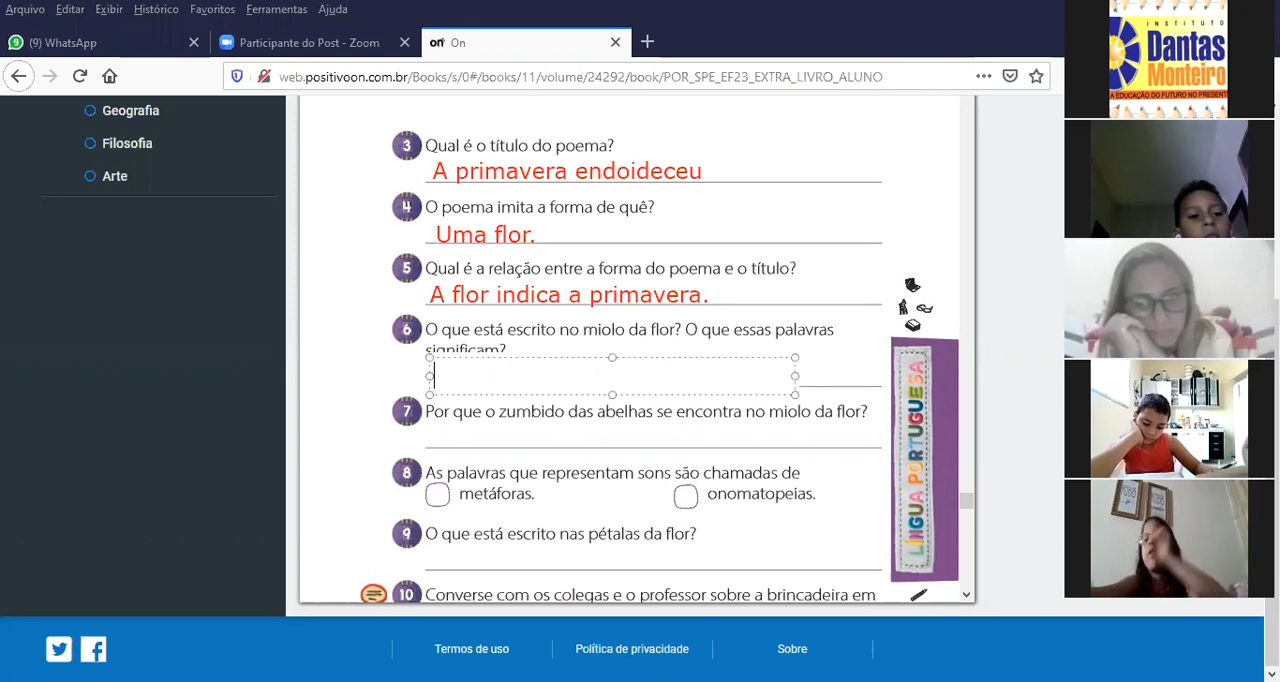 Arquivo Editar Exibir Histórico Favoritos Ferramentas Ajuda
(9) WhatsApp
Participante do Post - Zoom
on On
web.positivoon.com.br/Books/s/0#/books/11/volume/24292/book/POR_SPE_EF23_EXTRA_LIVRO_ALUNO
Geografia
Filosofia
Arte
3 Qual é o título do poema?
A primavera endoideceu
4 O poema imita a forma de quê?
Uma flor.
5 Qual é a relação entre a forma do poema e o título?
A flor indica a primavera.
6 O que está escrito no miolo da flor? O que essas palavras
significam?
7 Por que o zumbido das abelhas se encontra no miolo da flor?
8 As palavras que representam sons são chamadas de
metáforas. onomatopeias.
9 O que está escrito nas pétalas da flor?
10 Converse com os colegas e o professor sobre a brincadeira em
LÍNGUA PORTUGUESA
Termos de uso
Política de privacidade
Sobre
INSTITUTO
Dantas
Monteiro
A EDUCAÇÃO DO FUTURO NO PRESENT